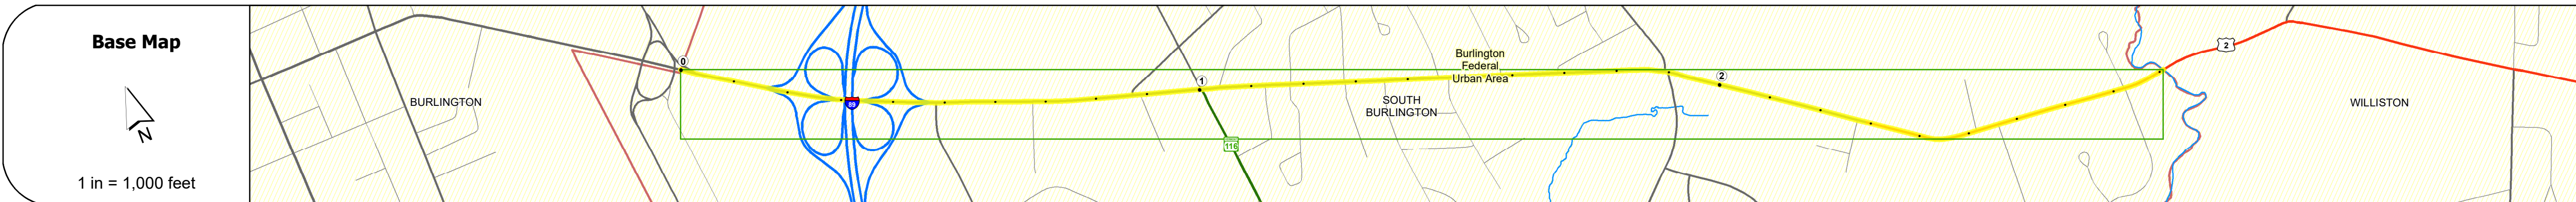 Base Map
N
1 in = 1,000 feet
BURLINGTON
0
89
1
116
SOUTH
BURLINGTON
Burlington
Federal
Urban Area
2
2
WILLISTON